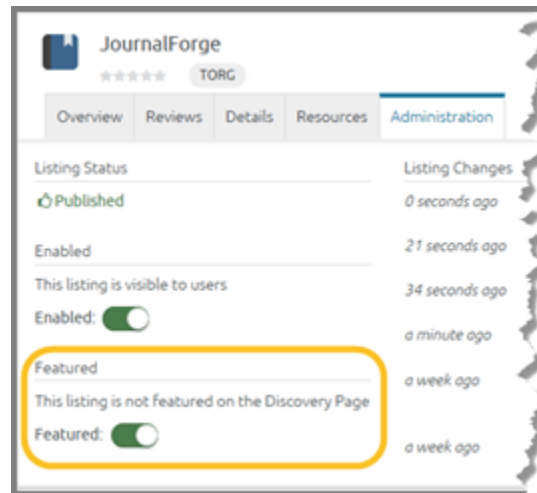 JournalForge
TORG
Overview Reviews Details Resources Administration
Listing Status
Published
Enabled
This listing is visible to users
Enabled:
Featured
This listing is not featured on the Discovery Page
Featured:
Listing Changes
0 seconds ago
21 seconds ago
34 seconds ago
a minute ago
a week ago
a week ago